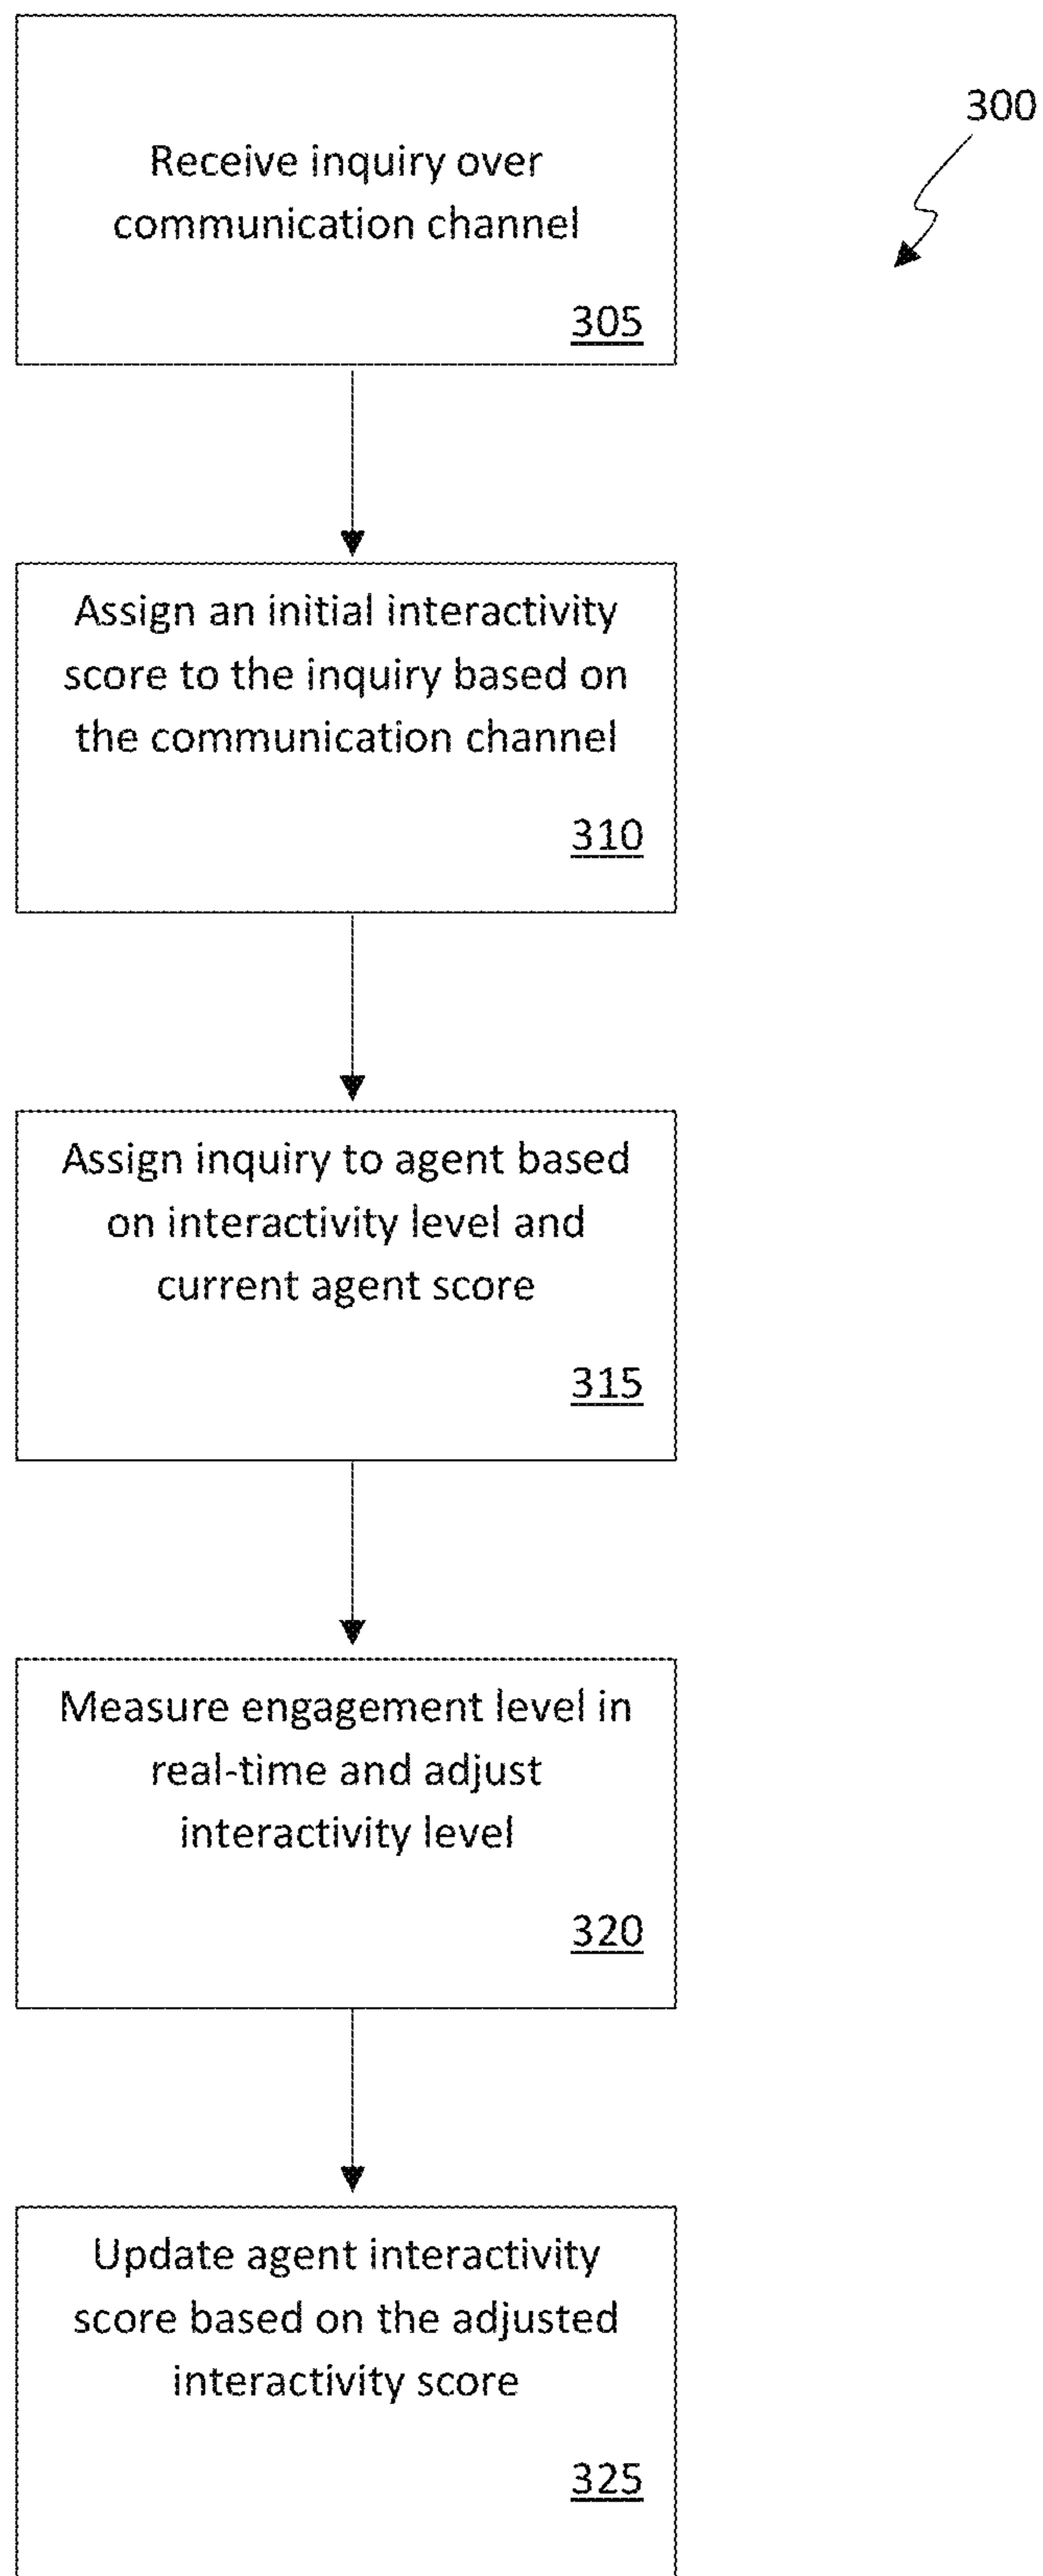 300
Receive inquiry over
communication channel
305
Assign an initial interactivity
score to the inquiry based on
the communication channel
310
Assign inquiry to agent based
on interactivity level and
current agent score
315
Measure engagement level in
real-time and adjust
interactivity level
320
Update agent interactivity
score based on the adjusted
interactivity score
325